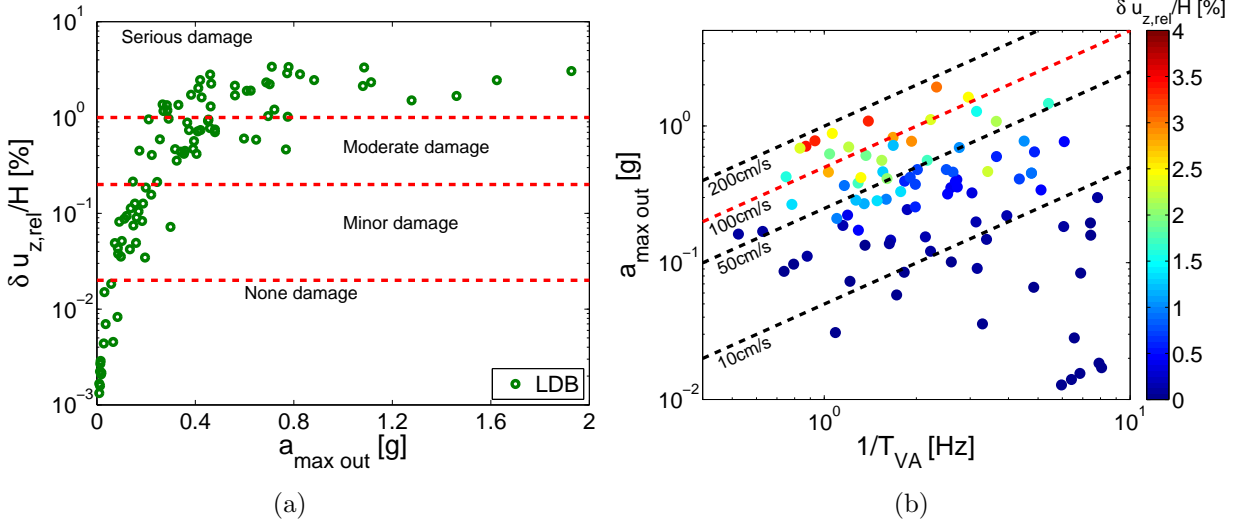 Serious damage
Moderate damage
Minor damage
None damage
LDB
10^1
10^0
10^-1
10^-2
10^-3
0
0.4
0.8
1.2
1.6
2
δ u_z,rel/H [%]
a_max out [g]
(a)
δ u_z,rel/H [%]
200cm/s
100cm/s
50cm/s
10cm/s
10^0
10^-1
10^-2
10^0
10^1
a_max out [g]
1/T_VA [Hz]
4
3.5
3
2.5
2
1.5
1
0.5
0
(b)